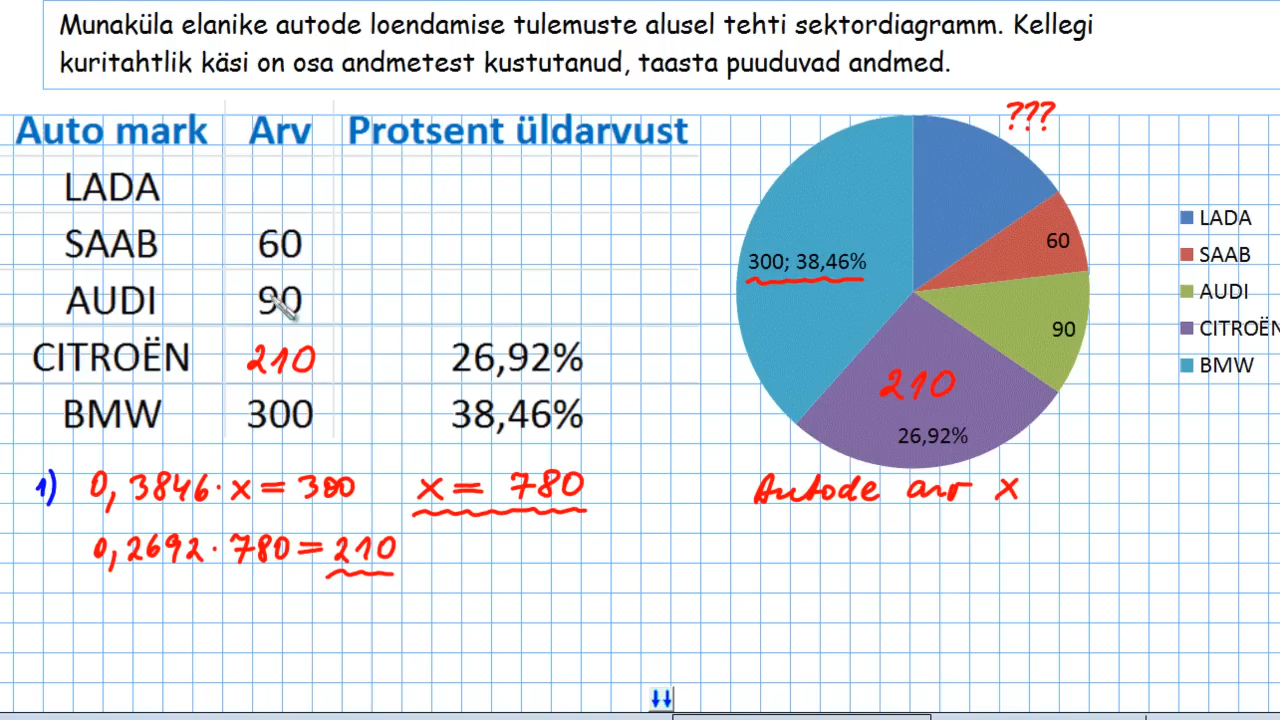 Munaküla elanike autode loendamise tulemuste alusel tehti sektordiagramm. Kellegi
kuritahtlik käsi on osa andmetest kustutanud, taasta puuduvad andmed.
Auto mark Arv Protsent üldarvust
LADA
SAAB 60
AUDI 90
CITROËN 210 26,92%
BMW 300 38,46%
???
300; 38,46%
60
90
210
26,92%
LADA
SAAB
AUDI
CITROËN
BMW
1) 0,3846·x=300 x=780
0,2692·780=210
Autode arv x